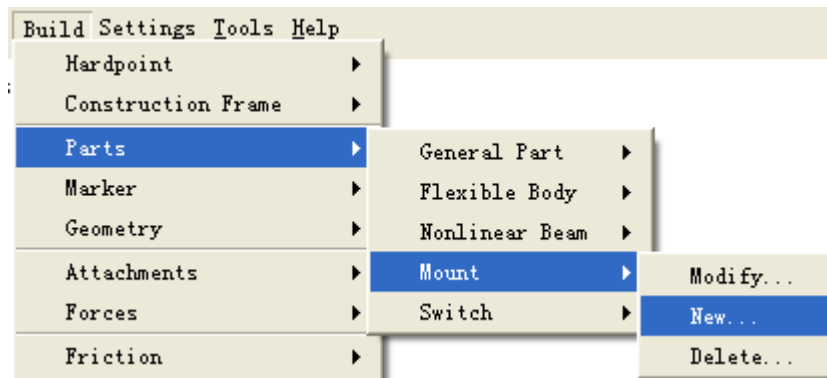 Build Settings Tools Help
Hardpoint
Construction Frame
Parts
Marker
Geometry
Attachments
Forces
Friction
General Part
Flexible Body
Nonlinear Beam
Mount
Switch
Modify...
New...
Delete...